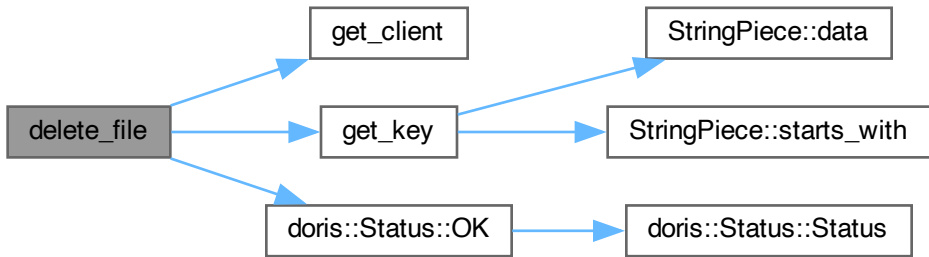 get_client
StringPiece::data
delete_file
get_key
StringPiece::starts_with
doris::Status::OK
doris::Status::Status